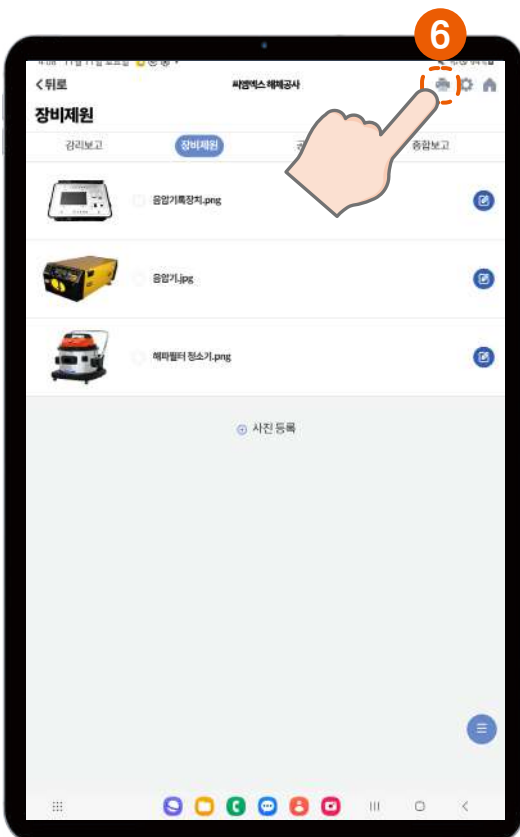 6
뒤로
씨엠엑스 해체공사
장비제원
감리보고
장비제원
종합보고
음압기록장치.png
음압기.jpg
헤파필터 청소기.png
사진 등록